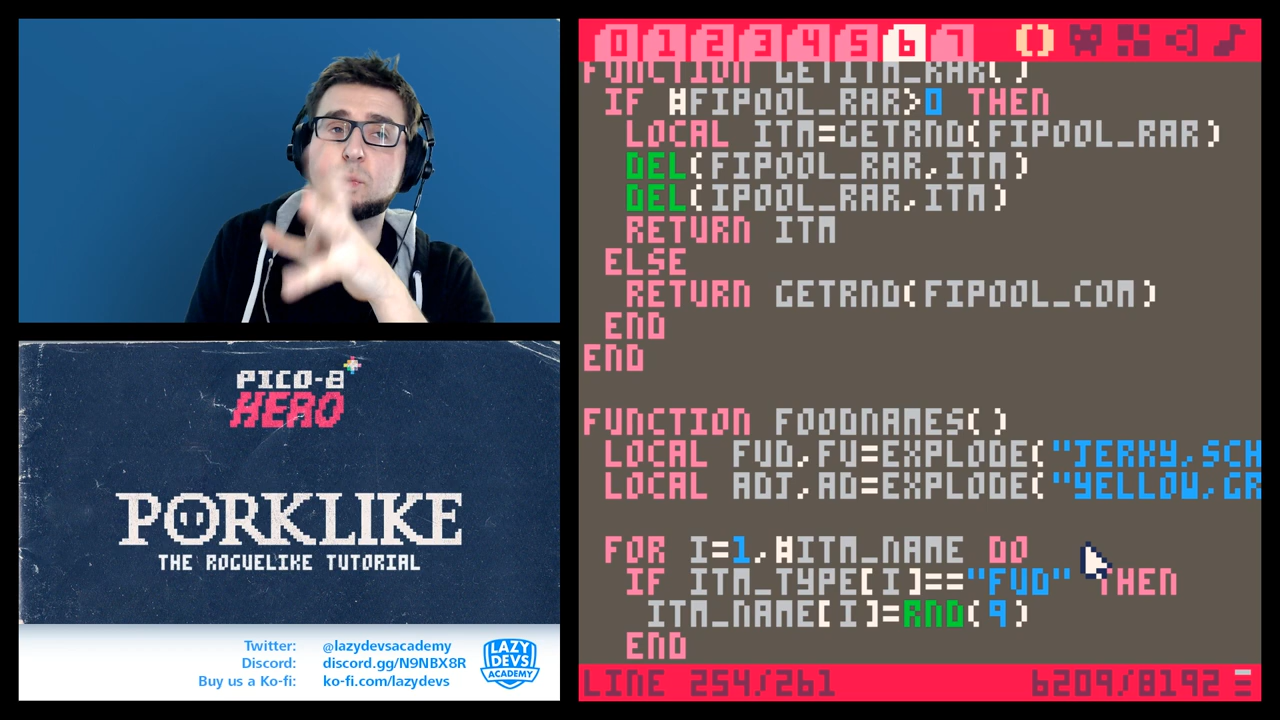 PICO-8
HERO
PORKLIKE
THE ROGUELIKE TUTORIAL
Twitter: @lazydevsacademy
Discord: discord.gg/N9NBX8R
Buy us a Ko-fi: ko-fi.com/lazydevs
LAZY
DEVS
ACADEMY
0 1 2 3 4 5 6 7 ()
FUNCTION GETITM_RAR()
IF #FIPOOL_RAR>0 THEN
LOCAL ITM=GETRND(FIPOOL_RAR)
DEL(FIPOOL_RAR,ITM)
DEL(IPOOL_RAR,ITM)
RETURN ITM
ELSE
RETURN GETRND(FIPOOL_COM)
END
END
FUNCTION FOODNAMES()
LOCAL FUD,FU=EXPLODE("JERKY,SCH
LOCAL ADJ,AD=EXPLODE("YELLOW,GR
FOR I=1,#ITM_NAME DO
IF ITM_TYPE[I]=="FUD" THEN
ITM_NAME[I]=RND(9)
END
LINE 254/261 6209/8192